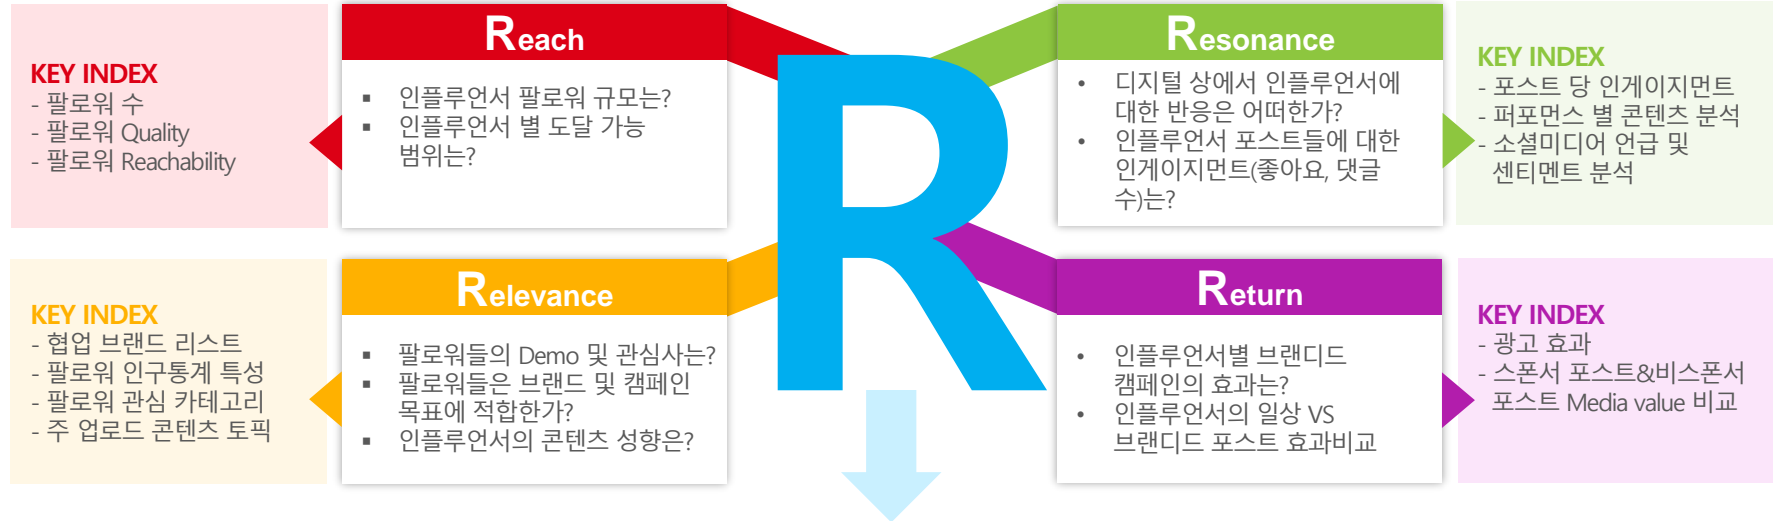 KEY INDEX
- 팔로워 수
- 팔로워 Quality
- 팔로워 Reachability
Reach
▪ 인플루언서 팔로워 규모는?
▪ 인플루언서 별 도달 가능
범위는?
R
Resonance
• 디지털 상에서 인플루언서에
대한 반응은 어떠한가?
• 인플루언서 포스트들에 대한
인게이지먼트(좋아요, 댓글
수)는?
KEY INDEX
- 포스트 당 인게이지먼트
- 퍼포먼스 별 콘텐츠 분석
- 소셜미디어 언급 및
센티멘트 분석
KEY INDEX
- 협업 브랜드 리스트
- 팔로워 인구통계 특성
- 팔로워 관심 카테고리
- 주 업로드 콘텐츠 토픽
Relevance
▪ 팔로워들의 Demo 및 관심사는?
▪ 팔로워들은 브랜드 및 캠페인
목표에 적합한가?
▪ 인플루언서의 콘텐츠 성향은?
Return
• 인플루언서별 브랜디드
캠페인의 효과는?
• 인플루언서의 일상 VS
브랜디드 포스트 효과비교
KEY INDEX
- 광고 효과
- 스폰서 포스트&비스폰서
포스트 Media value 비교